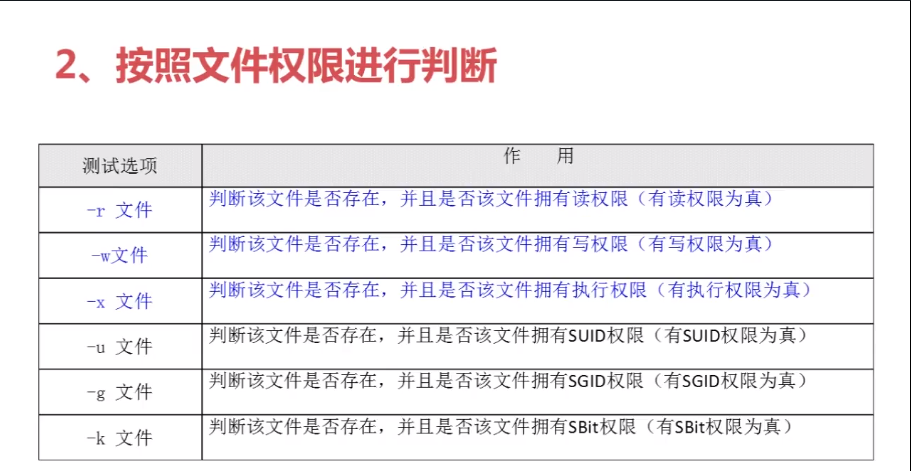 2、按照文件权限进行判断
测试选项 作 用
-r 文件 判断该文件是否存在，并且是否该文件拥有读权限（有读权限为真）
-w文件 判断该文件是否存在，并且是否该文件拥有写权限（有写权限为真）
-x 文件 判断该文件是否存在，并且是否该文件拥有执行权限（有执行权限为真）
-u 文件 判断该文件是否存在，并且是否该文件拥有SUID权限（有SUID权限为真）
-g 文件 判断该文件是否存在，并且是否该文件拥有SGID权限（有SGID权限为真）
-k 文件 判断该文件是否存在，并且是否该文件拥有SBit权限（有SBit权限为真）